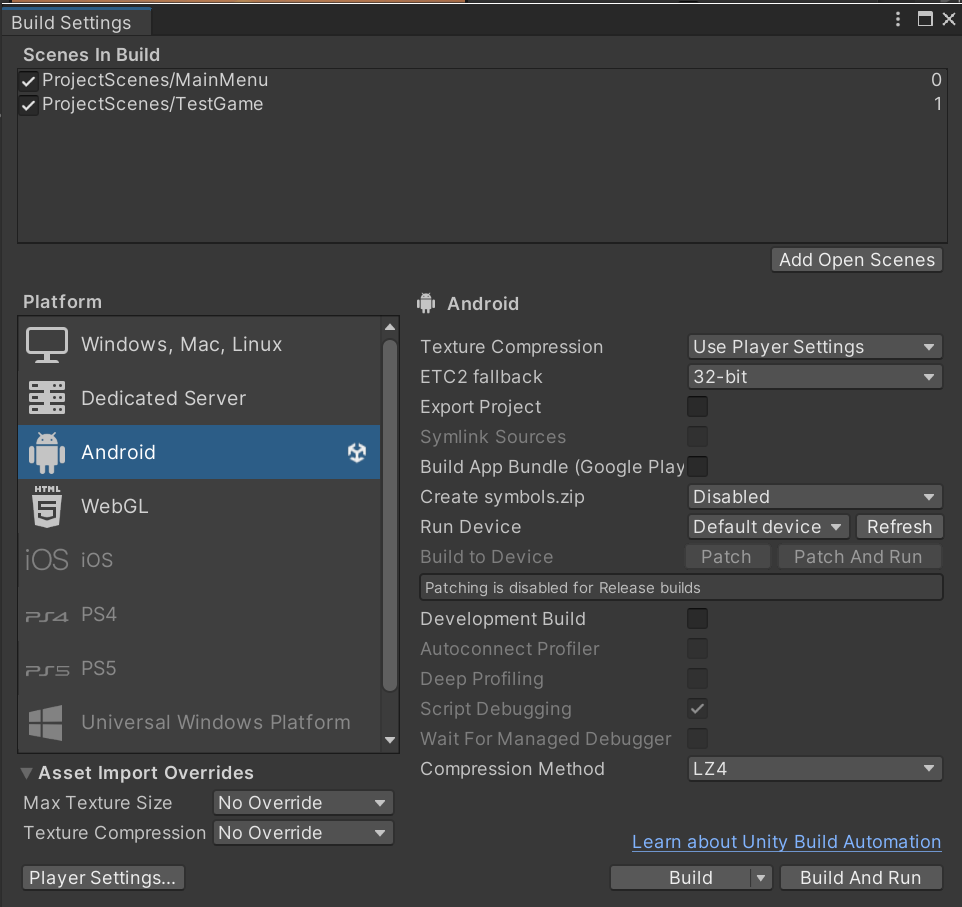 Build Settings
Scenes In Build
ProjectScenes/MainMenu 0
ProjectScenes/TestGame 1
Add Open Scenes
Platform
Windows, Mac, Linux
Dedicated Server
Android
HTML
5
WebGL
iOS iOS
PS4 PS4
PS5 PS5
Universal Windows Platform
Asset Import Overrides
Max Texture Size No Override
Texture Compression No Override
Player Settings...
Android
Texture Compression Use Player Settings
ETC2 fallback 32-bit
Export Project
Symlink Sources
Build App Bundle (Google Play
Create symbols.zip Disabled
Run Device Default device Refresh
Build to Device Patch Patch And Run
Patching is disabled for Release builds
Development Build
Autoconnect Profiler
Deep Profiling
Script Debugging
Wait For Managed Debugger
Compression Method LZ4
Learn about Unity Build Automation
Build Build And Run